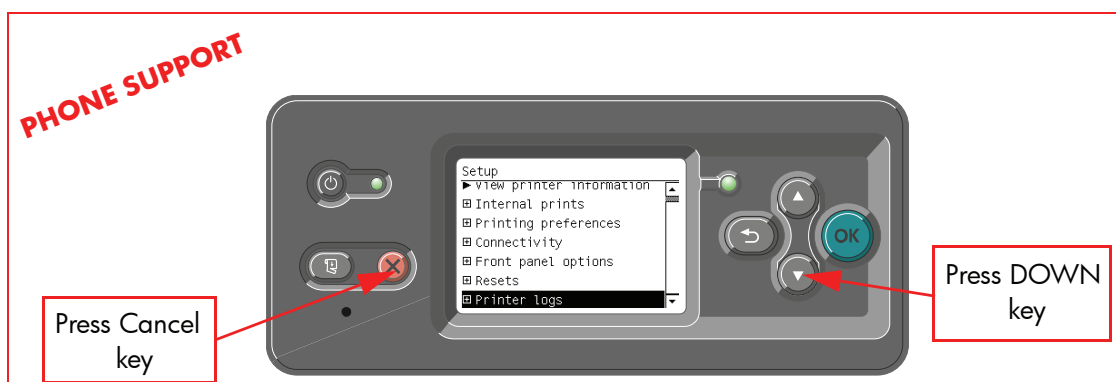 PHONE SUPPORT
Setup
▶ View printer information
⊞ Internal prints
⊞ Printing preferences
⊞ Connectivity
⊞ Front panel options
⊞ Resets
⊞ Printer logs
OK
Press Cancel
key
Press DOWN
key